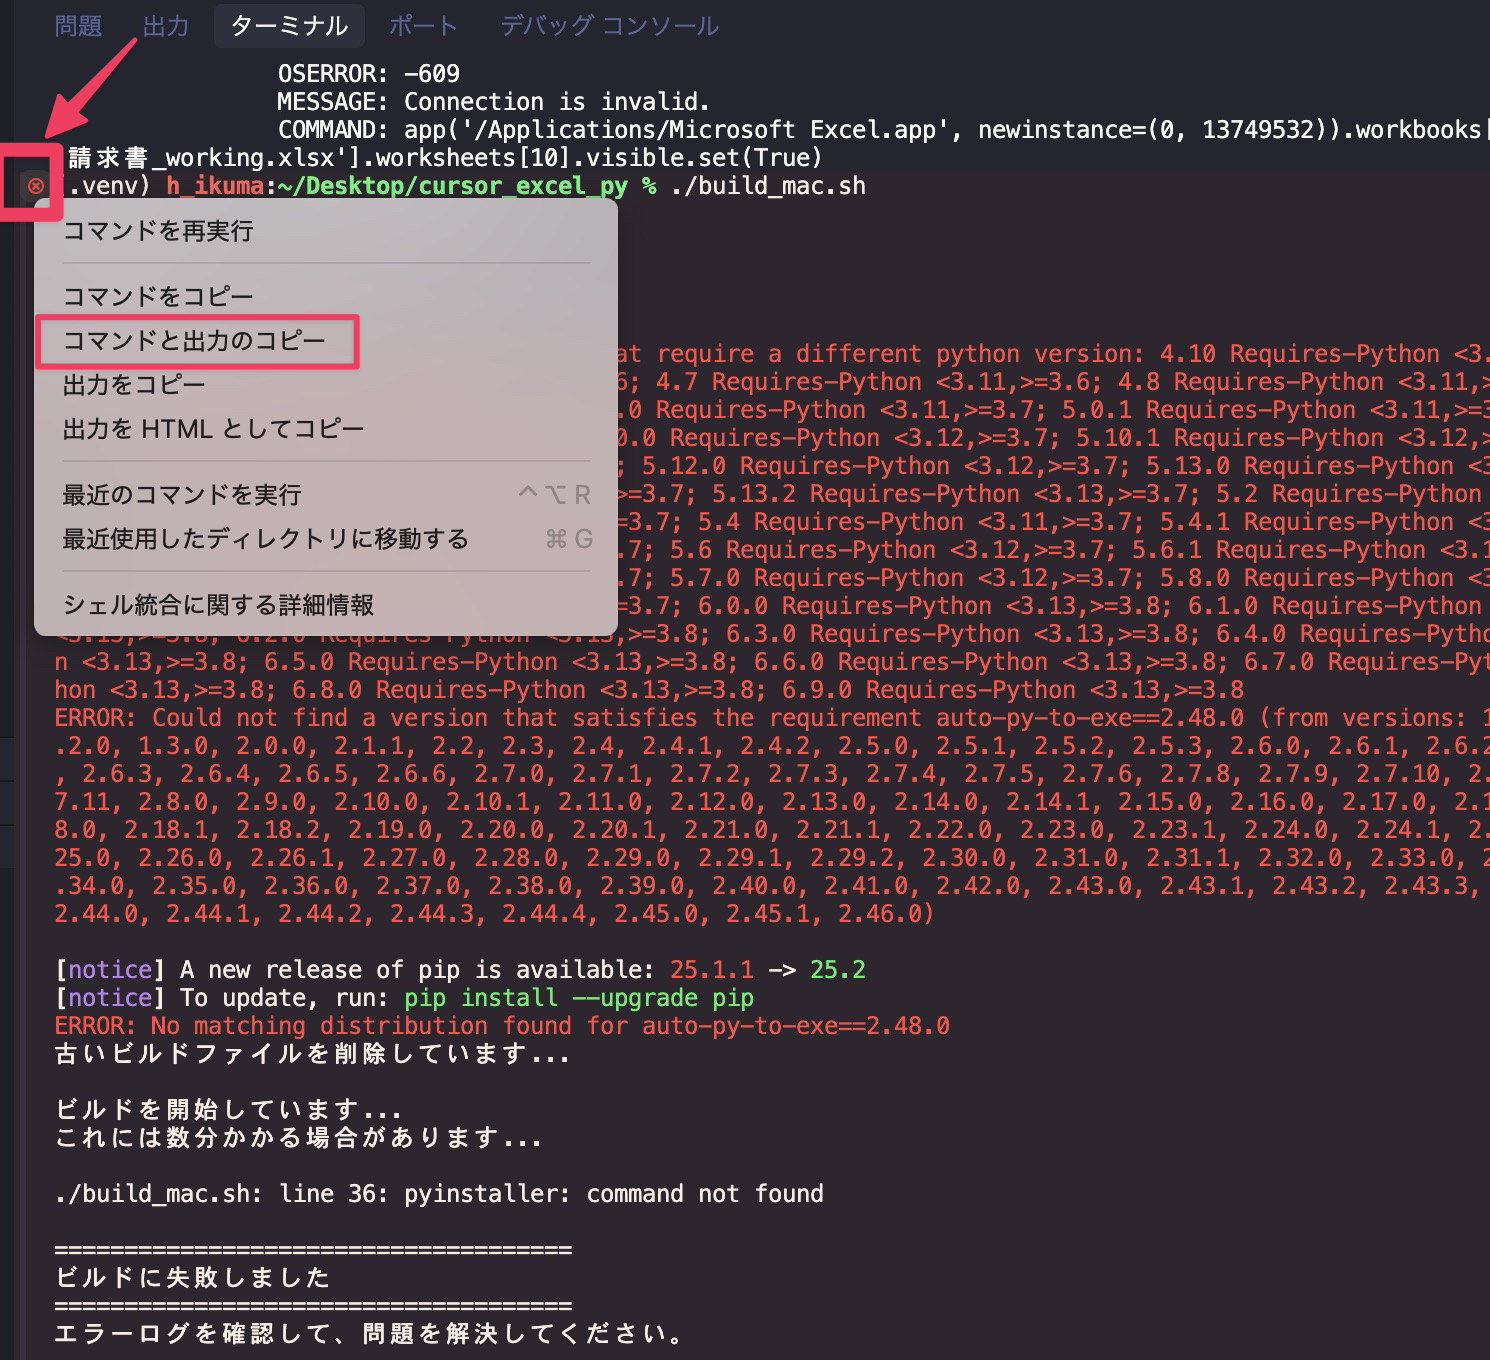 問題 出力 ターミナル ポート デバッグ コンソール
OSERROR: -609
MESSAGE: Connection is invalid.
COMMAND: app('/Applications/Microsoft Excel.app', newinstance=(0, 13749532)).workbooks[
請求書_working.xlsx'].worksheets[10].visible.set(True)
(.venv) h_ikuma:~/Desktop/cursor_excel_py % ./build_mac.sh
コマンドを再実行
コマンドをコピー
コマンドと出力のコピー
出力をコピー
出力を HTML としてコピー
最近のコマンドを実行 ^⌥R
最近使用したディレクトリに移動する ⌘G
シェル統合に関する詳細情報
at require a different python version: 4.10 Requires-Python <3.
6; 4.7 Requires-Python <3.11,>=3.6; 4.8 Requires-Python <3.11,>
.0 Requires-Python <3.11,>=3.7; 5.0.1 Requires-Python <3.11,>=3
0.0 Requires-Python <3.12,>=3.7; 5.10.1 Requires-Python <3.12,>
; 5.12.0 Requires-Python <3.12,>=3.7; 5.13.0 Requires-Python <3
>=3.7; 5.13.2 Requires-Python <3.13,>=3.7; 5.2 Requires-Python
=3.7; 5.4 Requires-Python <3.11,>=3.7; 5.4.1 Requires-Python <3
.7; 5.6 Requires-Python <3.12,>=3.7; 5.6.1 Requires-Python <3.1
.7; 5.7.0 Requires-Python <3.12,>=3.7; 5.8.0 Requires-Python <3
=3.7; 6.0.0 Requires-Python <3.13,>=3.8; 6.1.0 Requires-Python
<3.13,>=3.8; 6.2.0 Requires-Python <3.13,>=3.8; 6.3.0 Requires-Python <3.13,>=3.8; 6.4.0 Requires-Pytho
n <3.13,>=3.8; 6.5.0 Requires-Python <3.13,>=3.8; 6.6.0 Requires-Python <3.13,>=3.8; 6.7.0 Requires-Pyt
hon <3.13,>=3.8; 6.8.0 Requires-Python <3.13,>=3.8; 6.9.0 Requires-Python <3.13,>=3.8
ERROR: Could not find a version that satisfies the requirement auto-py-to-exe==2.48.0 (from versions: 1
.2.0, 1.3.0, 2.0.0, 2.1.1, 2.2, 2.3, 2.4, 2.4.1, 2.4.2, 2.5.0, 2.5.1, 2.5.2, 2.5.3, 2.6.0, 2.6.1, 2.6.2
, 2.6.3, 2.6.4, 2.6.5, 2.6.6, 2.7.0, 2.7.1, 2.7.2, 2.7.3, 2.7.4, 2.7.5, 2.7.6, 2.7.8, 2.7.9, 2.7.10, 2.
7.11, 2.8.0, 2.9.0, 2.10.0, 2.10.1, 2.11.0, 2.12.0, 2.13.0, 2.14.0, 2.14.1, 2.15.0, 2.16.0, 2.17.0, 2.1
8.0, 2.18.1, 2.18.2, 2.19.0, 2.20.0, 2.20.1, 2.21.0, 2.21.1, 2.22.0, 2.23.0, 2.23.1, 2.24.0, 2.24.1, 2.
25.0, 2.26.0, 2.26.1, 2.27.0, 2.28.0, 2.29.0, 2.29.1, 2.29.2, 2.30.0, 2.31.0, 2.31.1, 2.32.0, 2.33.0, 2
.34.0, 2.35.0, 2.36.0, 2.37.0, 2.38.0, 2.39.0, 2.40.0, 2.41.0, 2.42.0, 2.43.0, 2.43.1, 2.43.2, 2.43.3,
2.44.0, 2.44.1, 2.44.2, 2.44.3, 2.44.4, 2.45.0, 2.45.1, 2.46.0)
[notice] A new release of pip is available: 25.1.1 -> 25.2
[notice] To update, run: pip install --upgrade pip
ERROR: No matching distribution found for auto-py-to-exe==2.48.0
古いビルドファイルを削除しています...
ビルドを開始しています...
これには数分かかる場合があります...
./build_mac.sh: line 36: pyinstaller: command not found
=====================================
ビルドに失敗しました
=====================================
エラーログを確認して、問題を解決してください。